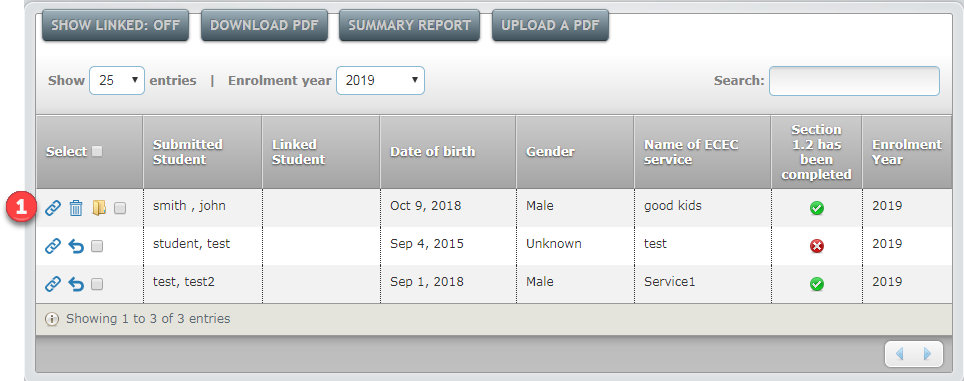 SHOW LINKED: OFF DOWNLOAD PDF SUMMARY REPORT UPLOAD A PDF
Show 25 entries | Enrolment year 2019 Search:
Select Submitted Student Linked Student Date of birth Gender Name of ECEC service Section 1.2 has been completed Enrolment Year
1 smith , john Oct 9, 2018 Male good kids 2019
student, test Sep 4, 2015 Unknown test 2019
test, test2 Sep 1, 2018 Male Service1 2019
Showing 1 to 3 of 3 entries